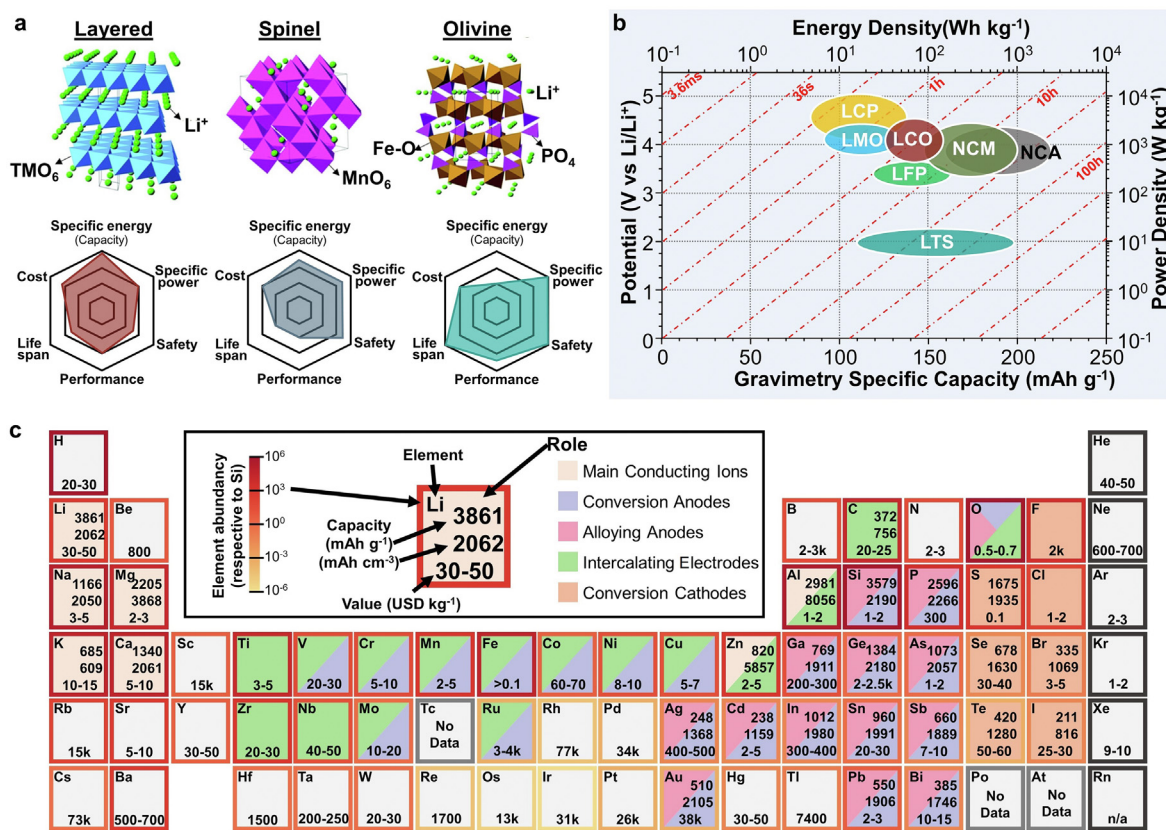 a
Layered
Spinel
Olivine
Li⁺
TMO₆
MnO₆
Li⁺
Fe-O
PO₄
Specific energy
(Capacity)
Cost
Specific
power
Life
span
Safety
Performance
Specific energy
(Capacity)
Cost
Specific
power
Life
span
Safety
Performance
Specific energy
(Capacity)
Cost
Specific
power
Life
span
Safety
Performance
b
Energy Density(Wh kg⁻¹)
10⁻¹ 10⁰ 10¹ 10² 10³ 10⁴
Potential (V vs Li/Li⁺)
5
4
3
2
1
0
3.6ms
36s
1h
10h
100h
LCP
LMO
LCO
NCM
NCA
LFP
LTS
10⁴
10³
10²
10¹
10⁰
10⁻¹
Power Density (W kg⁻¹)
0 50 100 150 200 250
Gravimetry Specific Capacity (mAh g⁻¹)
c
Element abundancy
(respective to Si)
10⁶
10³
10⁰
10⁻³
10⁻⁶
Element
Role
Li
3861
2062
30-50
Capacity
(mAh g⁻¹)
(mAh cm⁻³)
Value (USD kg⁻¹)
Main Conducting Ions
Conversion Anodes
Alloying Anodes
Intercalating Electrodes
Conversion Cathodes
H
20-30
He
40-50
Li
3861
2062
30-50
Be
800
B
2-3k
C
372
756
20-25
N
2-3
O
0.5-0.7
F
2k
Ne
600-700
Na
1166
2050
3-5
Mg
2205
3868
2-3
Al
2981
8056
1-2
Si
3579
2190
1-2
P
2596
2266
300
S
1675
1935
0.1
Cl
1-2
Ar
2-3
K
685
609
10-15
Ca
1340
2061
5-10
Sc
15k
Ti
3-5
V
20-30
Cr
5-10
Mn
2-5
Fe
>0.1
Co
60-70
Ni
8-10
Cu
5-7
Zn
820
5857
2-5
Ga
769
1911
200-300
Ge
1384
2180
2-2.5k
As
1073
2057
1-2
Se
678
1630
30-40
Br
335
1069
3-5
Kr
1-2
Rb
15k
Sr
5-10
Y
30-50
Zr
20-30
Nb
40-50
Mo
10-20
Tc
No
Data
Ru
3-4k
Rh
77k
Pd
34k
Ag
248
1368
400-500
Cd
238
1159
2-5
In
1012
1980
300-400
Sn
960
1991
20-30
Sb
660
1889
7-10
Te
420
1280
50-60
I
211
816
25-30
Xe
9-10
Cs
73k
Ba
500-700
Hf
1500
Ta
200-250
W
20-30
Re
1700
Os
13k
Ir
31k
Pt
26k
Au
510
2105
38k
Hg
30-50
Tl
7400
Pb
550
1906
2-3
Bi
385
1746
10-15
Po
No
Data
At
No
Data
Rn
n/a